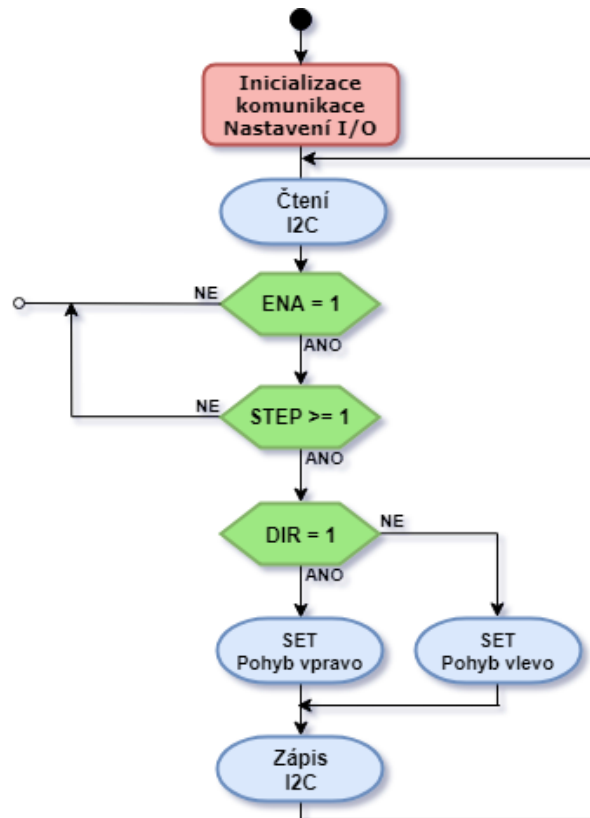 Inicializace
komunikace
Nastavení I/O
Čtení
I2C
NE
ENA = 1
ANO
NE
STEP >= 1
ANO
DIR = 1
NE
ANO
SET
Pohyb vpravo
SET
Pohyb vlevo
Zápis
I2C